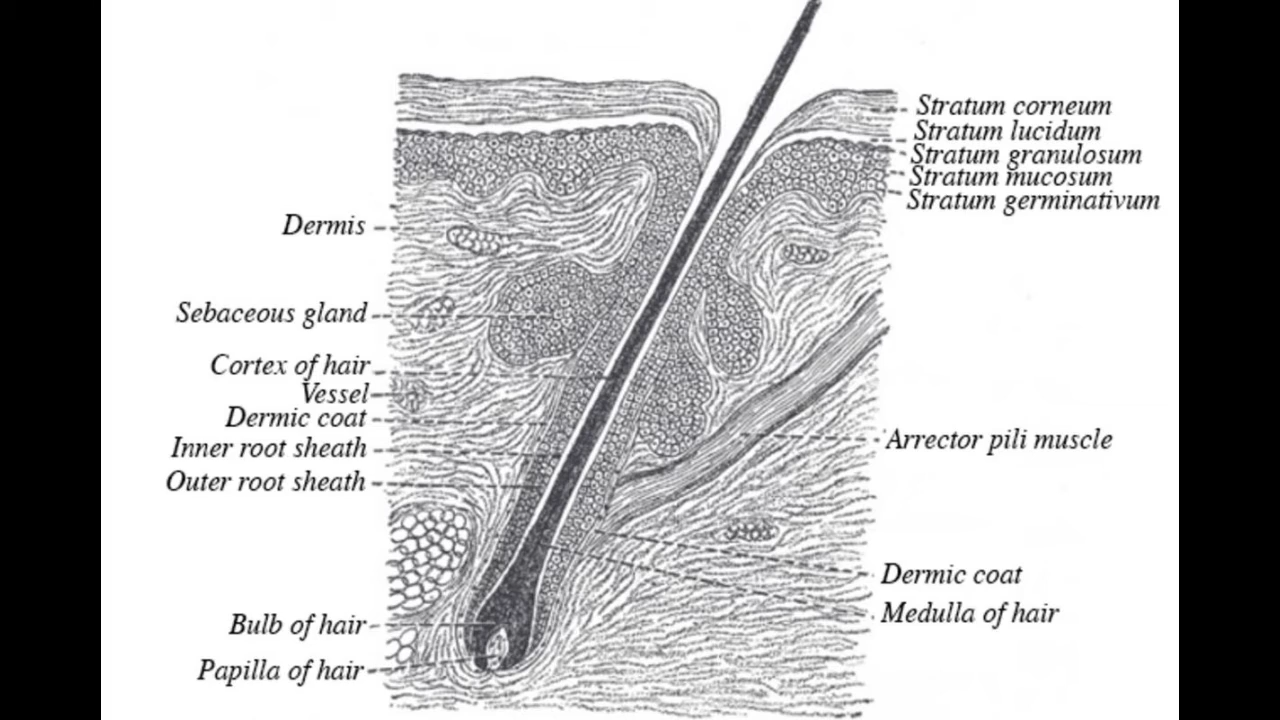 Stratum corneum
Stratum lucidum
Stratum granulosum
Stratum mucosum
Stratum germinativum
Dermis
Sebaceous gland
Cortex of hair
Vessel
Dermic coat
Inner root sheath
Outer root sheath
Bulb of hair
Papilla of hair
Arrector pili muscle
Dermic coat
Medulla of hair